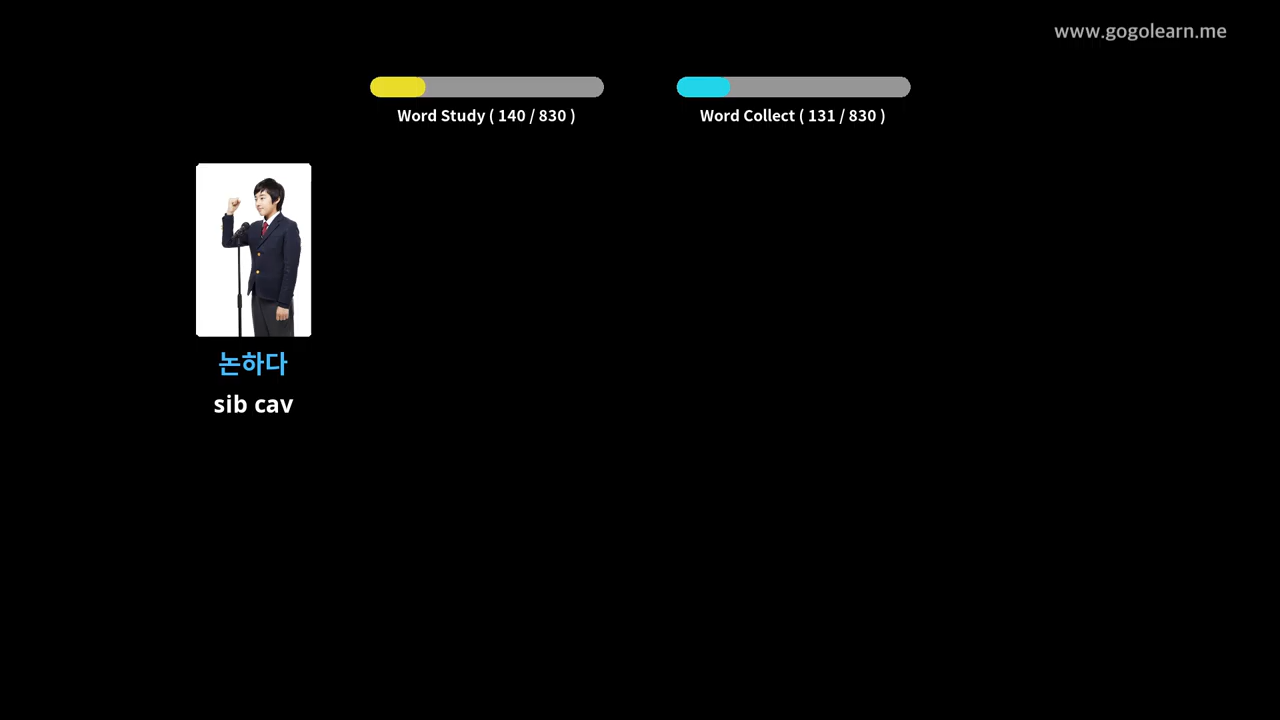 www.gogolearn.me
Word Study ( 140 / 830 )
Word Collect ( 131 / 830 )
논하다
sib cav